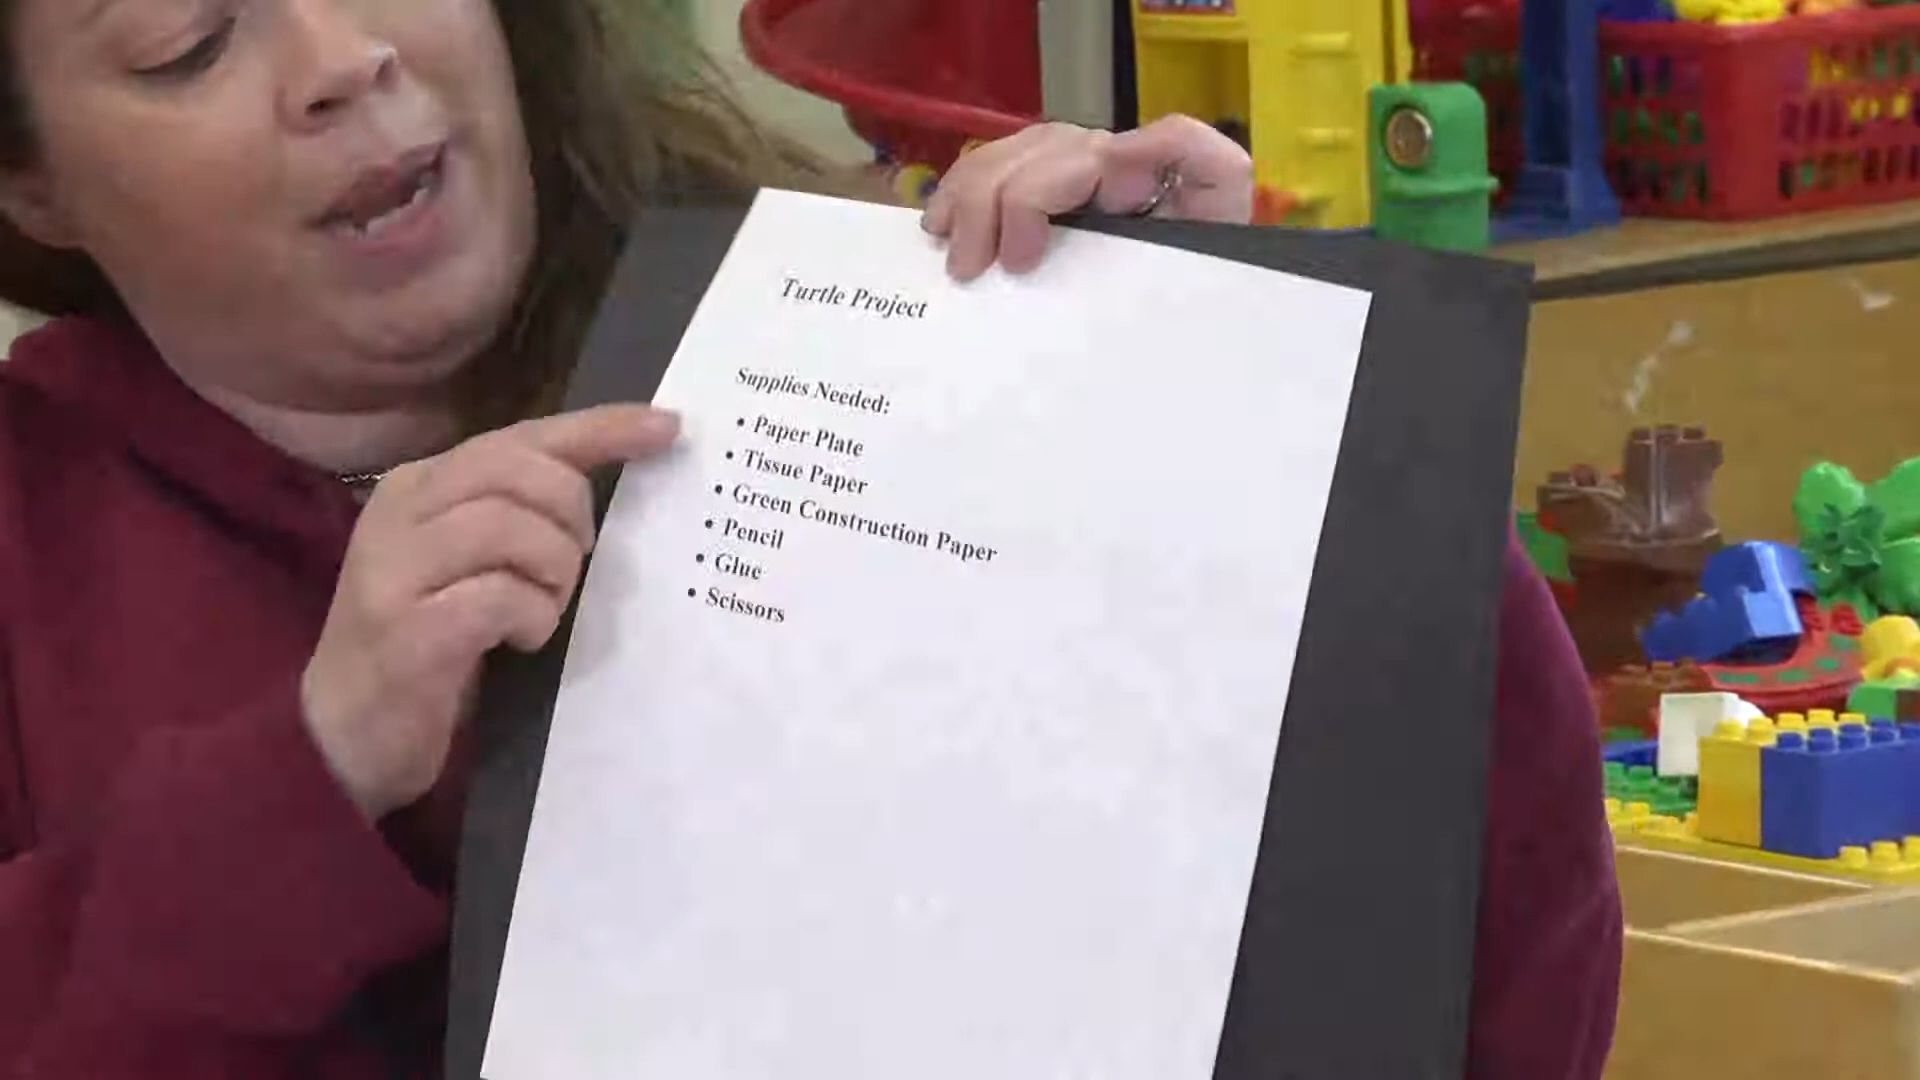 Turtle Project
Supplies Needed:
• Paper Plate
• Tissue Paper
• Green Construction Paper
• Pencil
• Glue
• Scissors